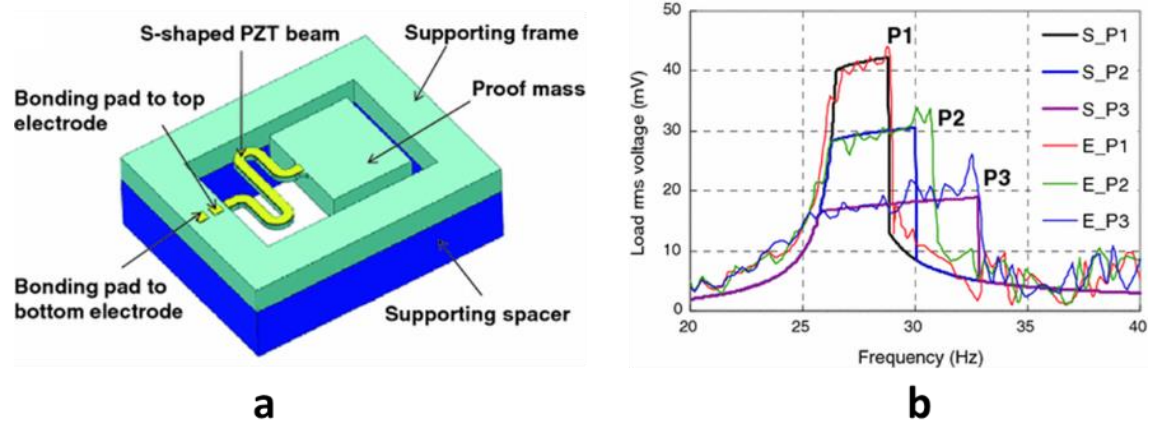 S-shaped PZT beam
Supporting frame
Bonding pad to top
electrode
Proof mass
Bonding pad to
bottom electrode
Supporting spacer
a
50
40
30
20
10
0
Load rms voltage (mV)
20
25
30
35
40
Frequency (Hz)
P1
P2
P3
S_P1
S_P2
S_P3
E_P1
E_P2
E_P3
b